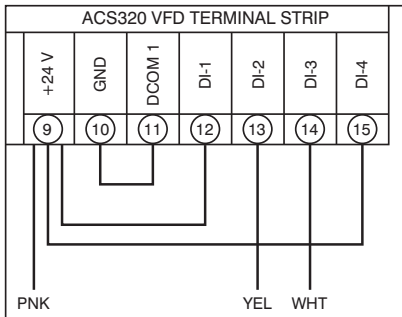 ACS320 VFD TERMINAL STRIP
+24 V GND DCOM 1 DI-1 DI-2 DI-3 DI-4
9 10 11 12 13 14 15
PNK YEL WHT